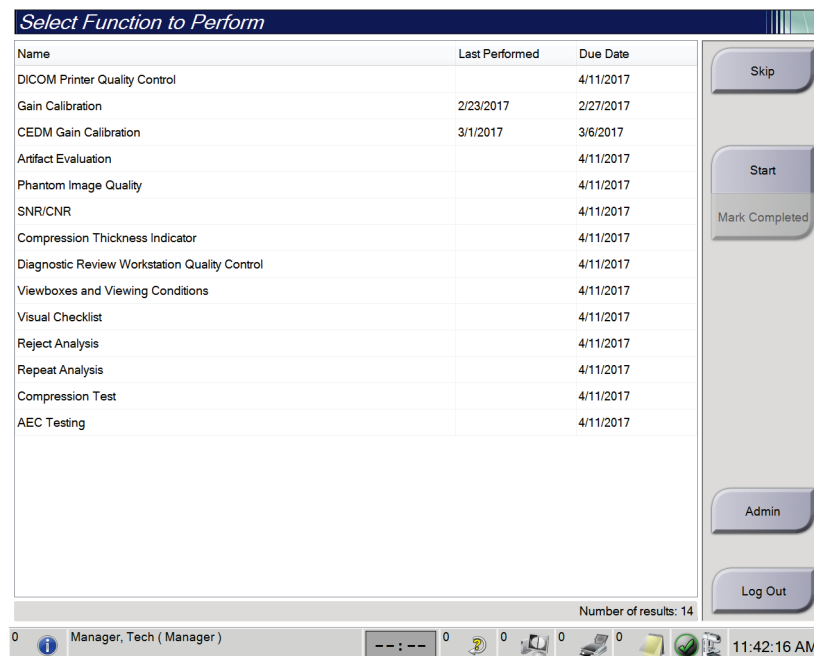 Select Function to Perform
Name Last Performed Due Date
DICOM Printer Quality Control 4/11/2017
Gain Calibration 2/23/2017 2/27/2017
CEDM Gain Calibration 3/1/2017 3/6/2017
Artifact Evaluation 4/11/2017
Phantom Image Quality 4/11/2017
SNR/CNR 4/11/2017
Compression Thickness Indicator 4/11/2017
Diagnostic Review Workstation Quality Control 4/11/2017
Viewboxes and Viewing Conditions 4/11/2017
Visual Checklist 4/11/2017
Reject Analysis 4/11/2017
Repeat Analysis 4/11/2017
Compression Test 4/11/2017
AEC Testing 4/11/2017
Number of results: 14
Skip
Start
Mark Completed
Admin
Log Out
0 Manager, Tech ( Manager ) --:-- 0 0 0 0 11:42:16 AM